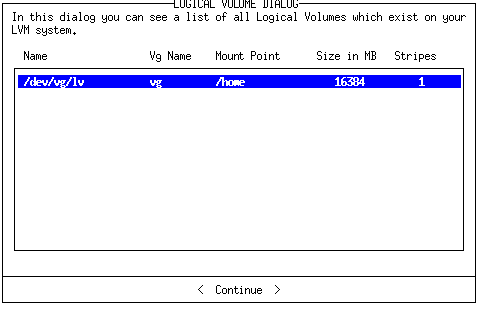 LOGICAL VOLUME DIALOG
In this dialog you can see a list of all Logical Volumes which exist on your
LVM system.
Name Vg Name Mount Point Size in MB Stripes
/dev/vg/lv vg /home 16384 1
< Continue >